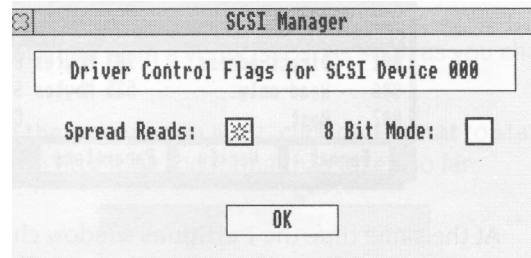 SCSI Manager
Driver Control Flags for SCSI Device 000
Spread Reads: 8 Bit Mode:
OK